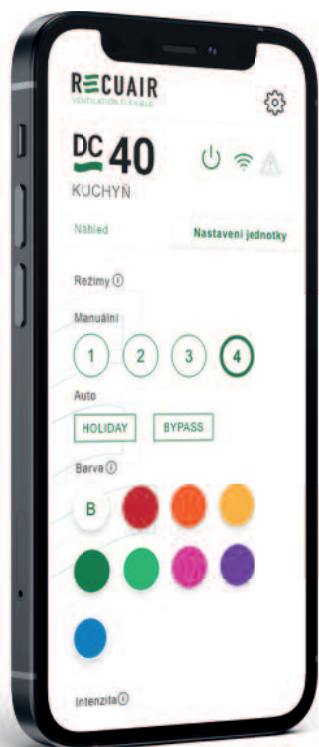 RECUAIR
VENTILATION FLEXIBLE
DC 40
KUCHYŇ
Náhled
Nastavení jednotky
Režimy
Manuální
1 2 3 4
Auto
HOLIDAY BYPASS
Barva
B
Intenzita